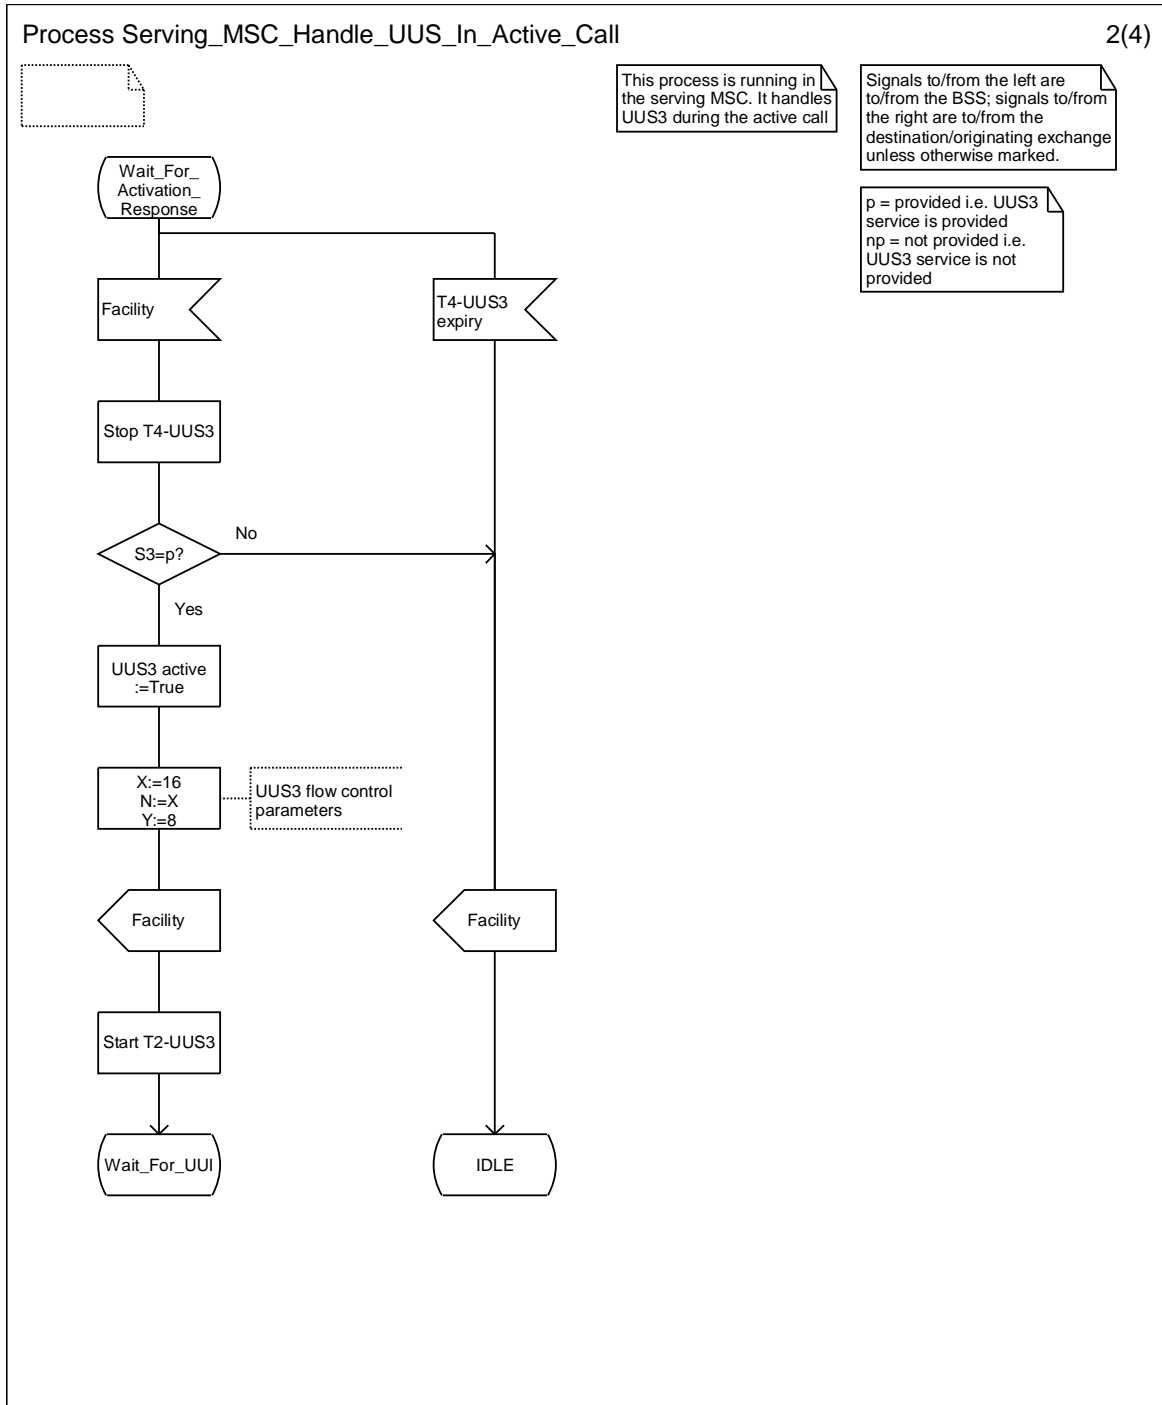 Process Serving_MSC_Handle_UUS_In_Active_Call
2(4)
This process is running in
the serving MSC. It handles
UUS3 during the active call
Signals to/from the left are
to/from the BSS; signals to/from
the right are to/from the
destination/originating exchange
unless otherwise marked.
p = provided i.e. UUS3
service is provided
np = not provided i.e.
UUS3 service is not
provided
Wait_For_
Activation_
Response
Facility
T4-UUS3
expiry
Stop T4-UUS3
S3=p?
No
Yes
UUS3 active
:=True
X:=16
N:=X
Y:=8
UUS3 flow control
parameters
Facility
Facility
Start T2-UUS3
Wait_For_UUI
IDLE